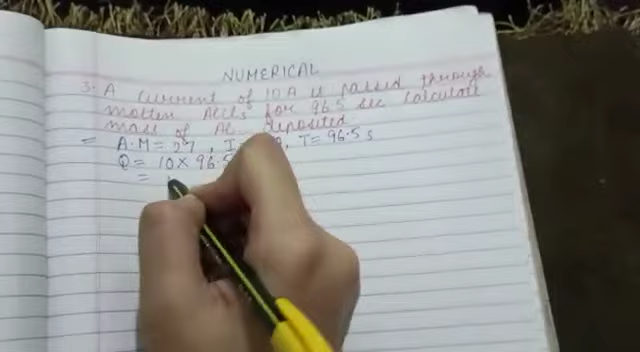 NUMERICAL
3. A current of 10A is passed through
molten AlCl3 for 96.5 sec calculate
mass of Al deposited.
= A.M = 27, I , T = 96.5 s
Q = 10 × 96.5
=